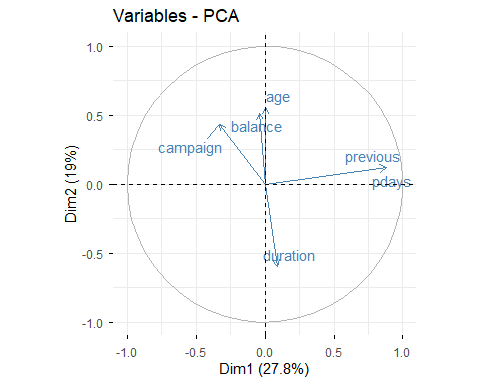 Variables - PCA
1.0
0.5
0.0
-0.5
-1.0
Dim2 (19%)
age
balance
campaign
previous
pdays
duration
-1.0
-0.5
0.0
0.5
1.0
Dim1 (27.8%)